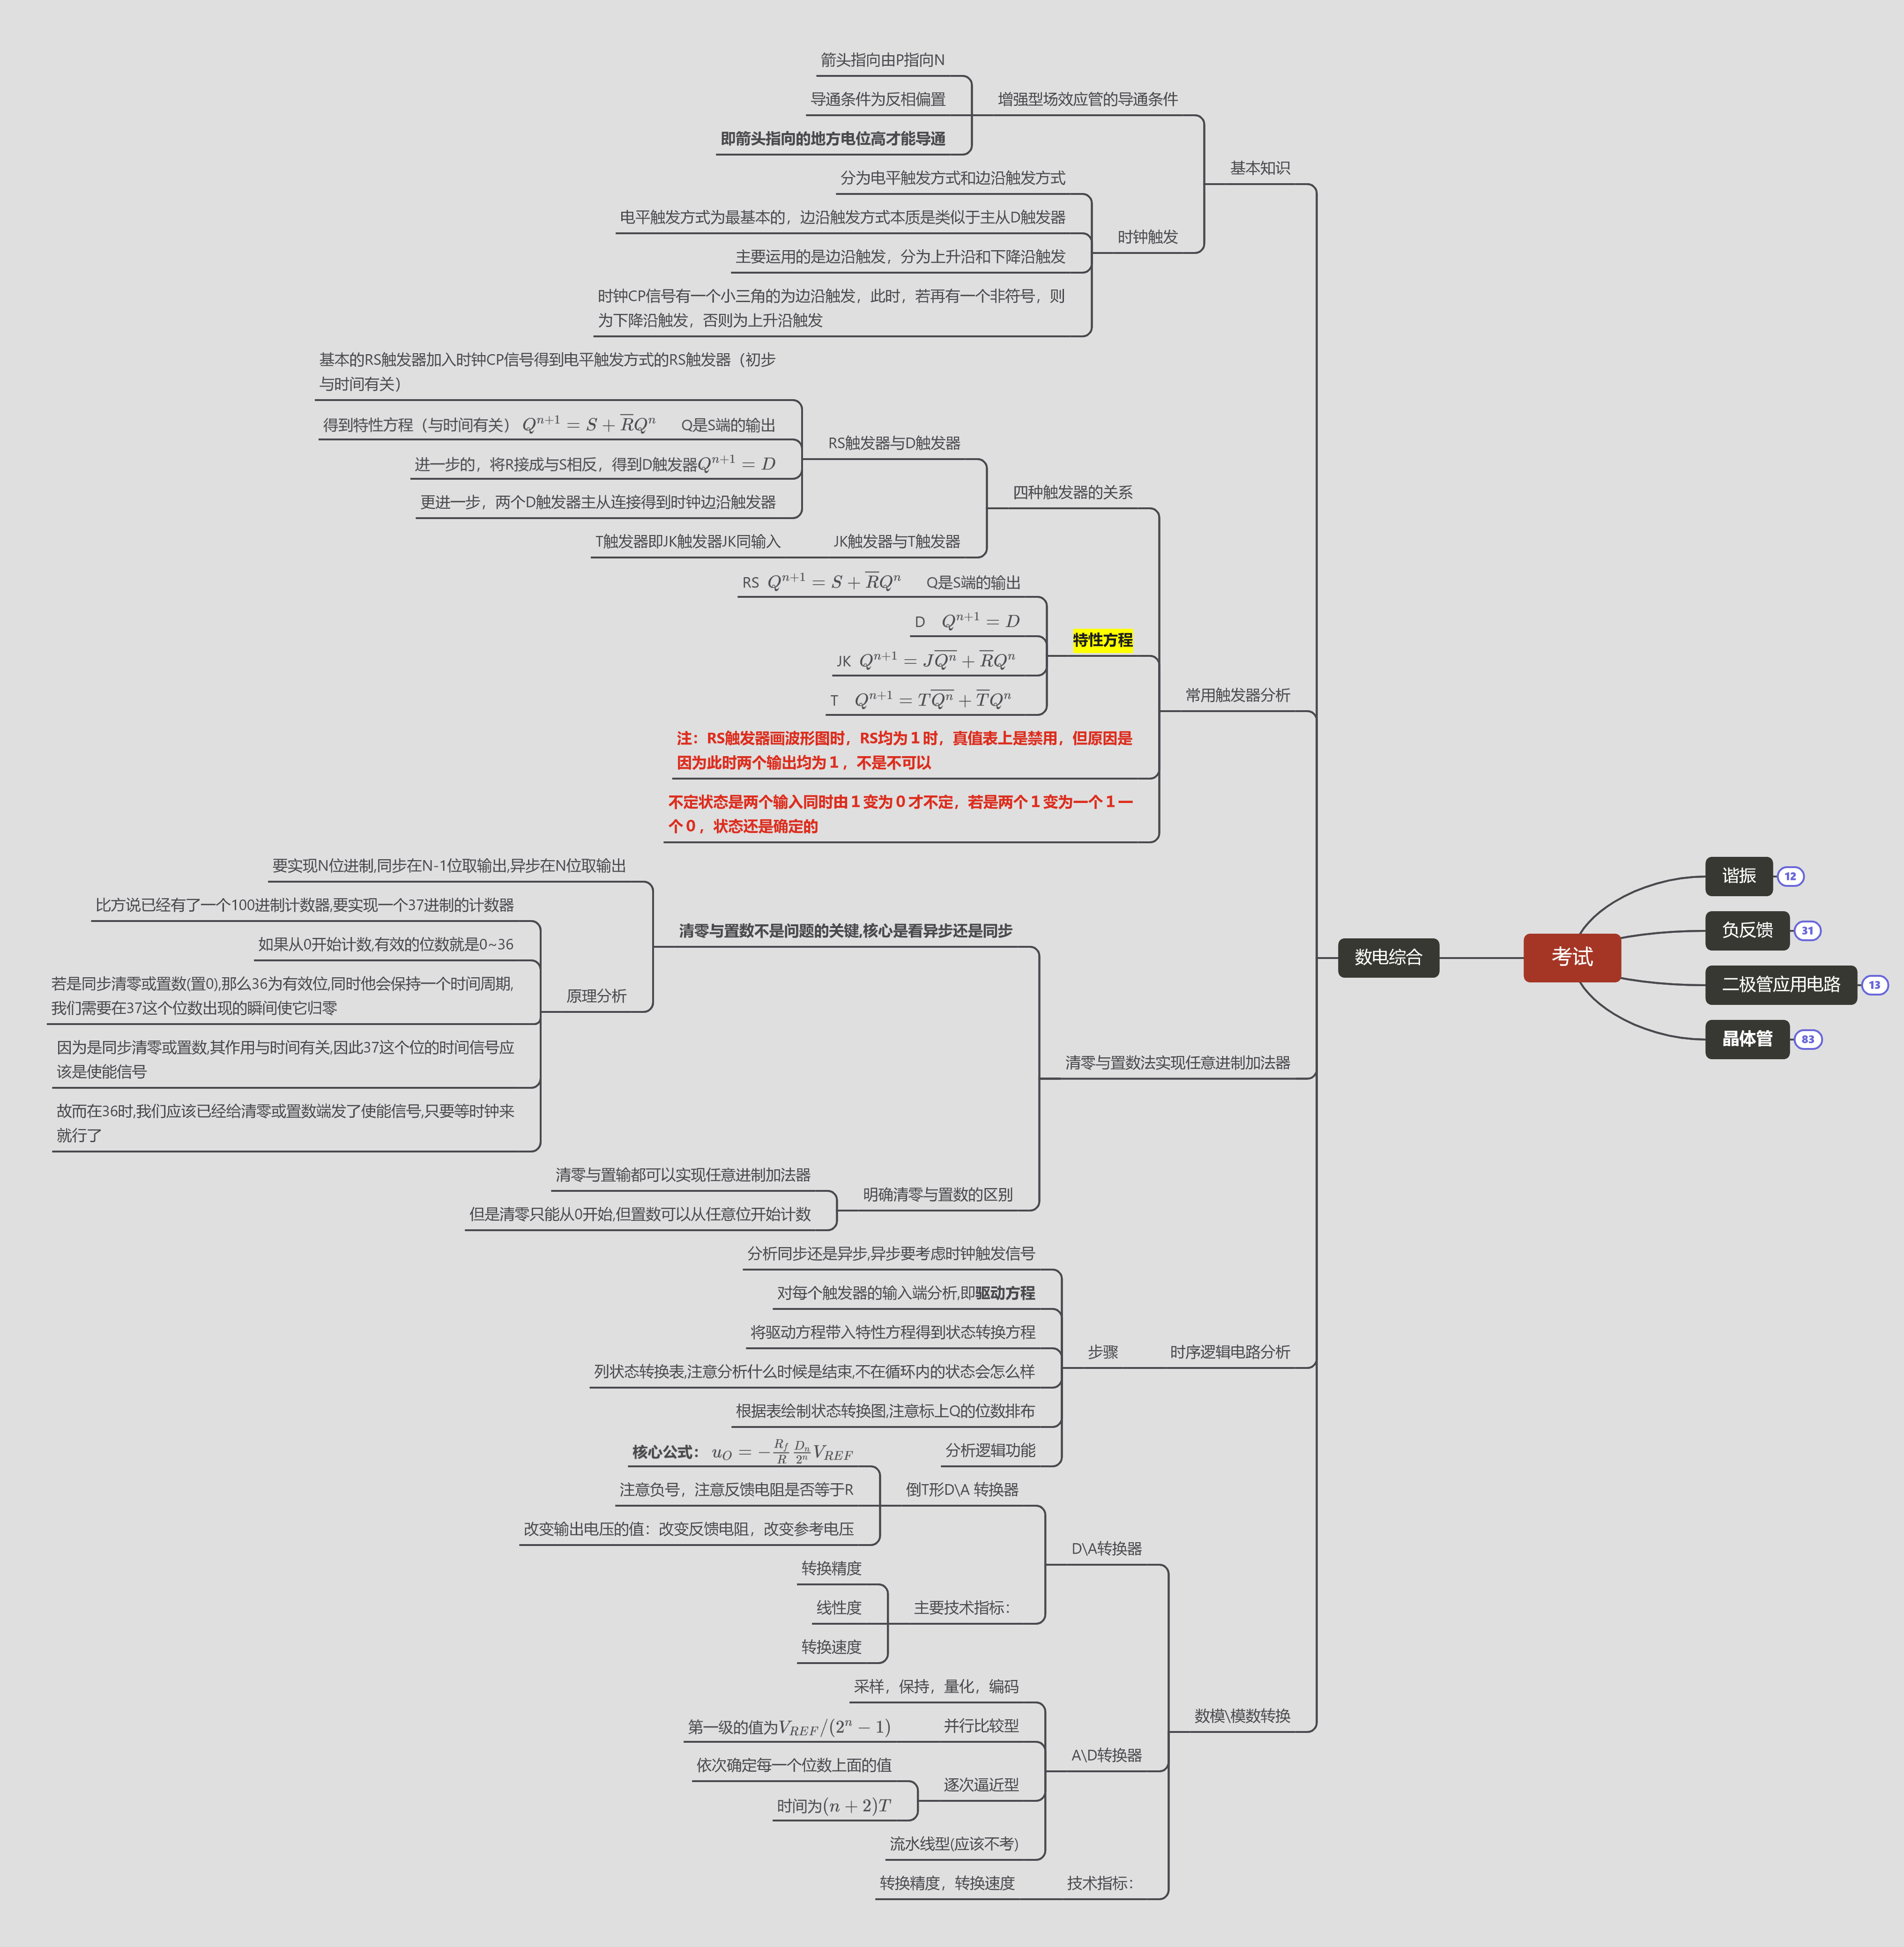 考试
谐振
12
负反馈
31
二极管应用电路
13
晶体管
83
数电综合
基本知识
增强型场效应管的导通条件
箭头指向由P指向N
导通条件为反相偏置
即箭头指向的地方电位高才能导通
时钟触发
分为电平触发方式和边沿触发方式
电平触发方式为最基本的，边沿触发方式本质是类似于主从D触发器
主要运用的是边沿触发，分为上升沿和下降沿触发
时钟CP信号有一个小三角的为边沿触发，此时，若再有一个非符号，则
为下降沿触发，否则为上升沿触发
常用触发器分析
四种触发器的关系
RS触发器与D触发器
基本的RS触发器加入时钟CP信号得到电平触发方式的RS触发器（初步
与时间有关）
得到特性方程（与时间有关） $Q^{n+1} = S + \overline{R}Q^n$ Q是S端的输出
进一步的，将R接成与S相反，得到D触发器$Q^{n+1} = D$
更进一步，两个D触发器主从连接得到时钟边沿触发器
JK触发器与T触发器
T触发器即JK触发器JK同输入
特性方程
RS $Q^{n+1} = S + \overline{R}Q^n$ Q是S端的输出
D $Q^{n+1} = D$
JK $Q^{n+1} = J\overline{Q^n} + \overline{R}Q^n$
T $Q^{n+1} = T\overline{Q^n} + \overline{T}Q^n$
注：RS触发器画波形图时，RS均为１时，真值表上是禁用，但原因是
因为此时两个输出均为１，不是不可以
不定状态是两个输入同时由１变为０才不定，若是两个１变为一个１一
个０，状态还是确定的
清零与置数法实现任意进制加法器
清零与置数不是问题的关键,核心是看异步还是同步
要实现N位进制,同步在N-1位取输出,异步在N位取输出
原理分析
比方说已经有了一个100进制计数器,要实现一个37进制的计数器
如果从0开始计数,有效的位数就是0~36
若是同步清零或置数(置0),那么36为有效位,同时他会保持一个时间周期,
我们需要在37这个位数出现的瞬间使它归零
因为是同步清零或置数,其作用与时间有关,因此37这个位的时间信号应
该是使能信号
故而在36时,我们应该已经给清零或置数端发了使能信号,只要等时钟来
就行了
明确清零与置数的区别
清零与置输都可以实现任意进制加法器
但是清零只能从0开始,但置数可以从任意位开始计数
时序逻辑电路分析
步骤
分析同步还是异步,异步要考虑时钟触发信号
对每个触发器的输入端分析,即驱动方程
将驱动方程带入特性方程得到状态转换方程
列状态转换表,注意分析什么时候是结束,不在循环内的状态会怎么样
根据表绘制状态转换图,注意标上Q的位数排布
分析逻辑功能
数模\模数转换
D\A转换器
倒T形D\A 转换器
核心公式： $u_O = -\frac{R_f}{R}\frac{D_n}{2^n}V_{REF}$
注意负号，注意反馈电阻是否等于R
改变输出电压的值：改变反馈电阻，改变参考电压
主要技术指标：
转换精度
线性度
转换速度
A\D转换器
采样，保持，量化，编码
并行比较型
第一级的值为$V_{REF}/(2^n - 1)$
逐次逼近型
依次确定每一个位数上面的值
时间为$(n + 2)T$
流水线型(应该不考)
技术指标：
转换精度，转换速度